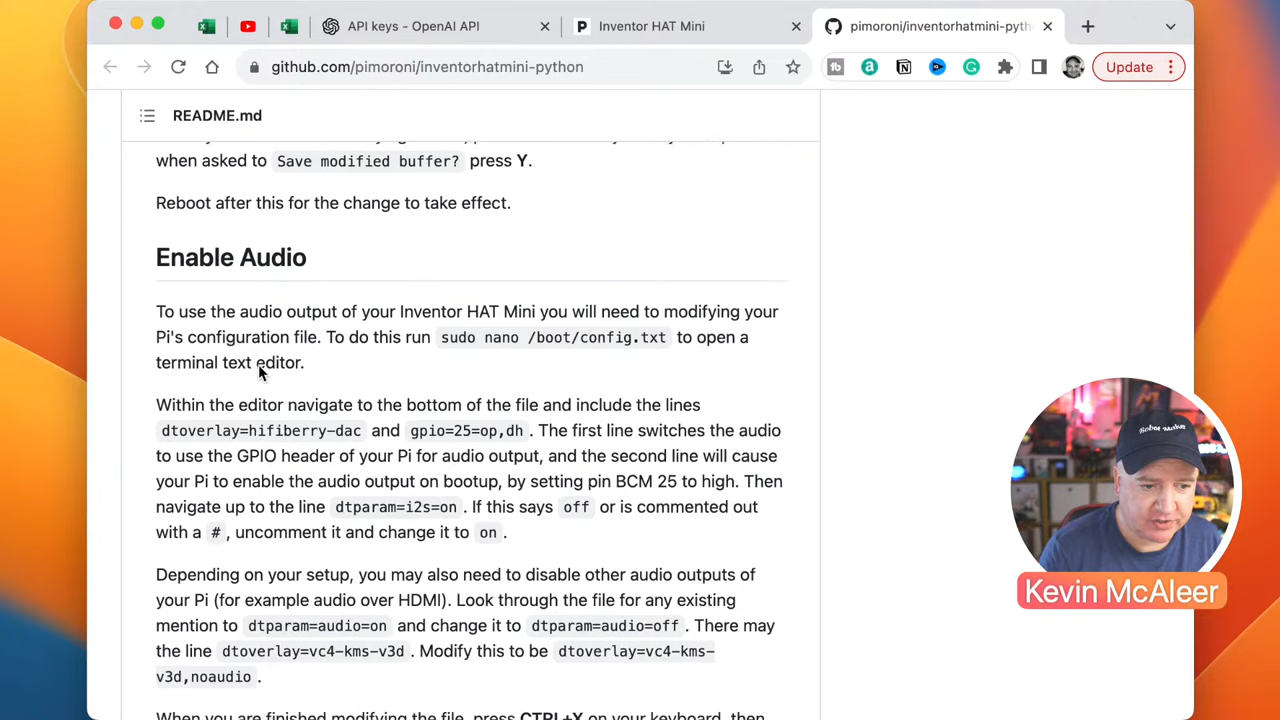 API keys - OpenAI API
P Inventor HAT Mini
pimoroni/inventorhatmini-pyth
github.com/pimoroni/inventorhatmini-python
Update
README.md
when asked to Save modified buffer? press Y.
Reboot after this for the change to take effect.
Enable Audio
To use the audio output of your Inventor HAT Mini you will need to modifying your
Pi's configuration file. To do this run sudo nano /boot/config.txt to open a
terminal text editor.
Within the editor navigate to the bottom of the file and include the lines
dtoverlay=hifiberry-dac and gpio=25=op,dh . The first line switches the audio
to use the GPIO header of your Pi for audio output, and the second line will cause
your Pi to enable the audio output on bootup, by setting pin BCM 25 to high. Then
navigate up to the line dtparam=i2s=on . If this says off or is commented out
with a # , uncomment it and change it to on .
Depending on your setup, you may also need to disable other audio outputs of
your Pi (for example audio over HDMI). Look through the file for any existing
mention to dtparam=audio=on and change it to dtparam=audio=off . There may
the line dtoverlay=vc4-kms-v3d . Modify this to be dtoverlay=vc4-kms-
v3d,noaudio .
When you are finished modifying the file, press CTRL+X on your keyboard, then
Kevin McAleer